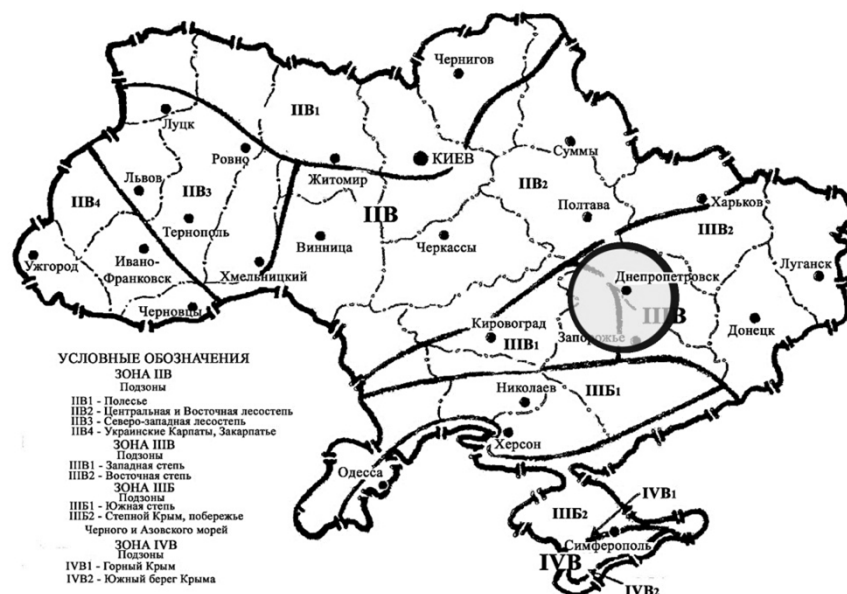 Чернигов
IIВ1
Луцк
Ровно
КИЕВ
Суммы
Житомир
Львов
IIВ3
IIВ2
Харьков
IIВ4
Полтава
IIВ
IIIВ2
Тернополь
Винница
Черкассы
Ивано-
Франковск
Ужгород
Хмельницкий
Днепропетровск
Луганск
Черновцы
IIIВ
Кировоград
Запорожье
Донецк
IIIВ1
Николаев
IIIБ1
Херсон
Одесса
IVВ1
IIIБ2
Симферополь
IVВ
IVВ2
УСЛОВНЫЕ ОБОЗНАЧЕНИЯ
ЗОНА IIВ
Подзоны
IIВ1 - Полесье
IIВ2 - Центральная и Восточная лесостепь
IIВ3 - Северо-западная лесостепь
IIВ4 - Украинские Карпаты, Закарпатье
ЗОНА IIIВ
Подзоны
IIIВ1 - Западная степь
IIIВ2 - Восточная степь
ЗОНА IIIБ
Подзоны
IIIБ1 - Южная степь
IIIБ2 - Степной Крым, побережье
Черного и Азовского морей
ЗОНА IVВ
Подзоны
IVВ1 - Горный Крым
IVВ2 - Южный берег Крыма